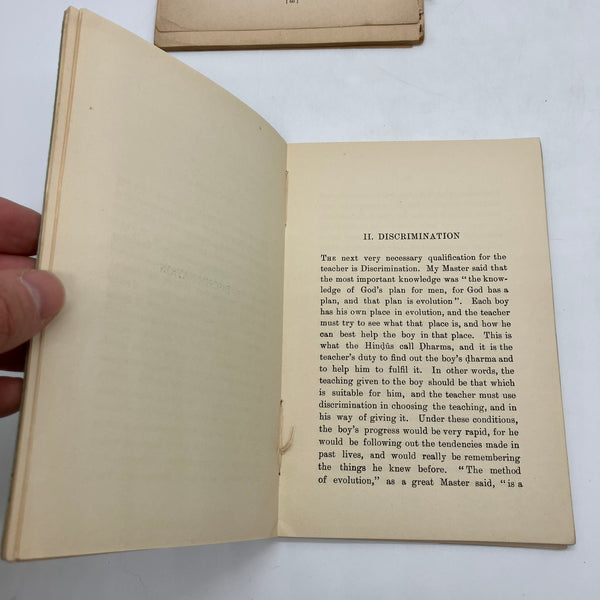 II. DISCRIMINATION
THE next very necessary qualification for the
teacher is Discrimination. My Master said that
the most important knowledge was "the know-
ledge of God's plan for men, for God has a
plan, and that plan is evolution". Each boy
has his own place in evolution, and the teacher
must try to see what that place is, and how he
can best help the boy in that place. This is
what the Hinḍūs call Ḍharma, and it is the
teacher's duty to find out the boy's ḍharma and
to help him to fulfil it. In other words, the
teaching given to the boy should be that which
is suitable for him, and the teacher must use
discrimination in choosing the teaching, and in
his way of giving it. Under these conditions,
the boy's progress would be very rapid, for he
would be following out the tendencies made in
past lives, and would really be remembering
the things he knew before. "The method
of evolution," as a great Master said, "is a